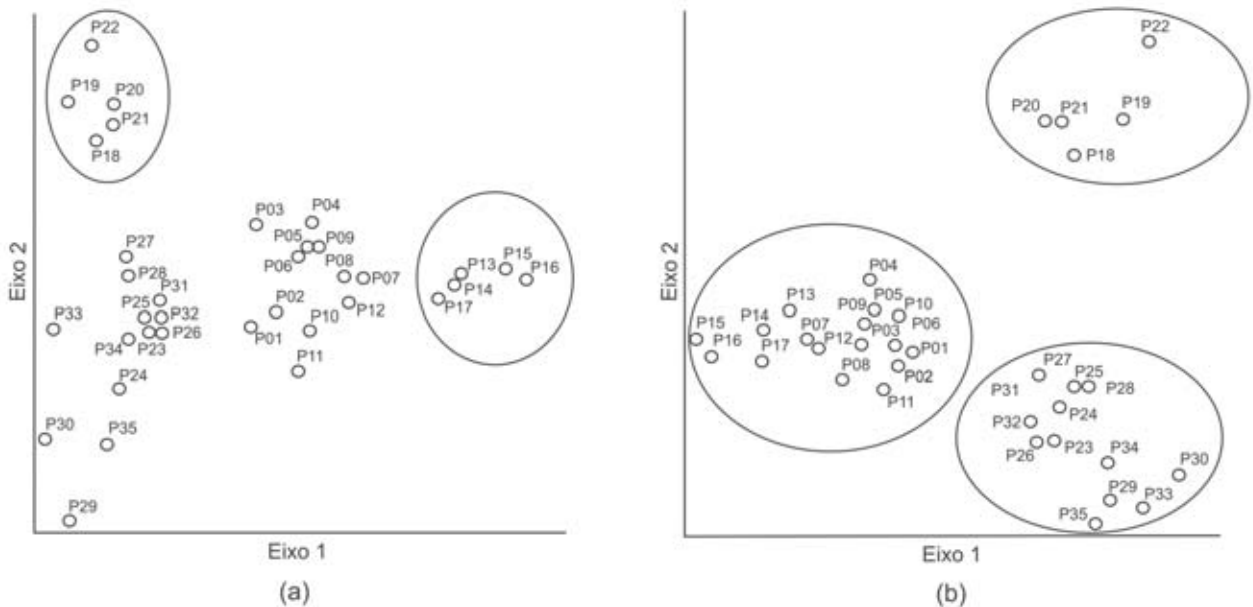 P22
P19
P20
P21
P18
P03
P04
P05
P09
P06
P08
P07
P27
P28
P31
P25
P32
P33
P34
P23
P26
P24
P02
P01
P10
P12
P11
P13
P15
P16
P14
P17
P30
P35
P29
Eixo 2
Eixo 1
(a)
P22
P20
P21
P19
P18
P04
P13
P09
P05
P10
P15
P14
P07
P03
P06
P16
P17
P12
P01
P08
P02
P11
P27
P25
P31
P28
P24
P32
P26
P23
P34
P30
P29
P33
P35
Eixo 2
Eixo 1
(b)